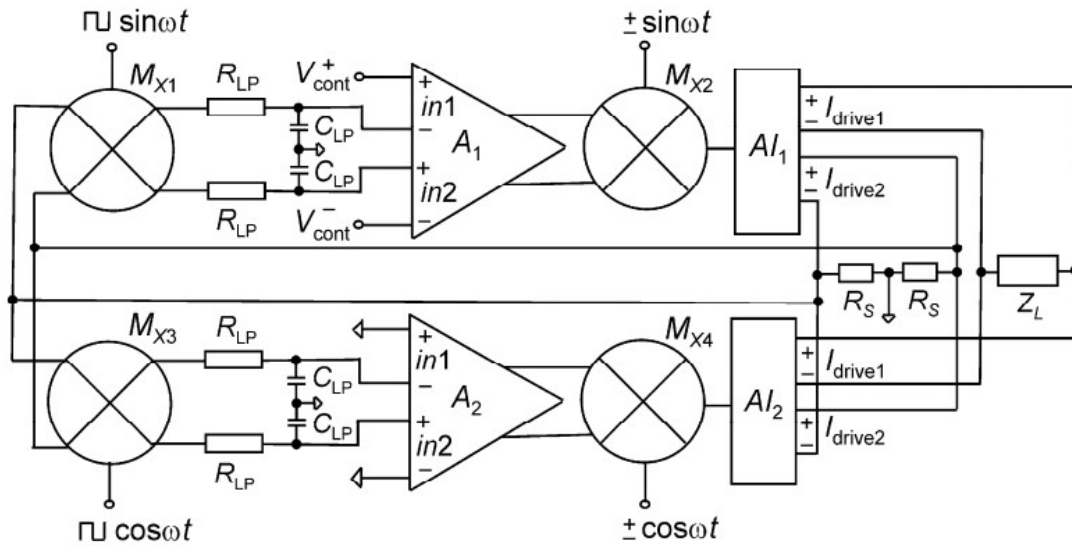 ⊓⊔ sinωt
± sinωt
M_X1
R_LP
V_cont^+
+
in1
−
C_LP
C_LP
A_1
+
in2
−
R_LP
V_cont^−
M_X2
AI_1
± I_drive1
± I_drive2
R_S
R_S
Z_L
M_X3
R_LP
+
in1
−
C_LP
C_LP
A_2
+
in2
−
R_LP
M_X4
AI_2
± I_drive1
± I_drive2
⊓⊔ cosωt
± cosωt